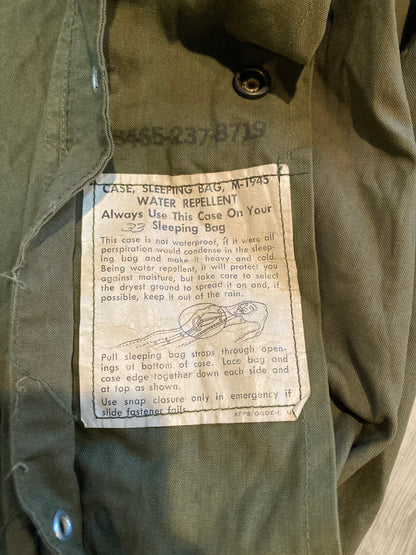 8465-237-8719
CASE, SLEEPING BAG, M-1945
WATER REPELLENT
Always Use This Case On Your
33 Sleeping Bag
This case is not waterproof, if it were all
perspiration would condense in the sleep-
ing bag and make it heavy and cold.
Being water repellent, it will protect you
against moisture, but take care to select
the dryest ground to spread it on and, if
possible, keep it out of the rain.
Pull sleeping bag straps through open-
ings at bottom of case. Lace bag and
case edge together down each side and
at top as shown.
Use snap closure only in emergency if
slide fastener fails.
AFPB/OGDEN, U